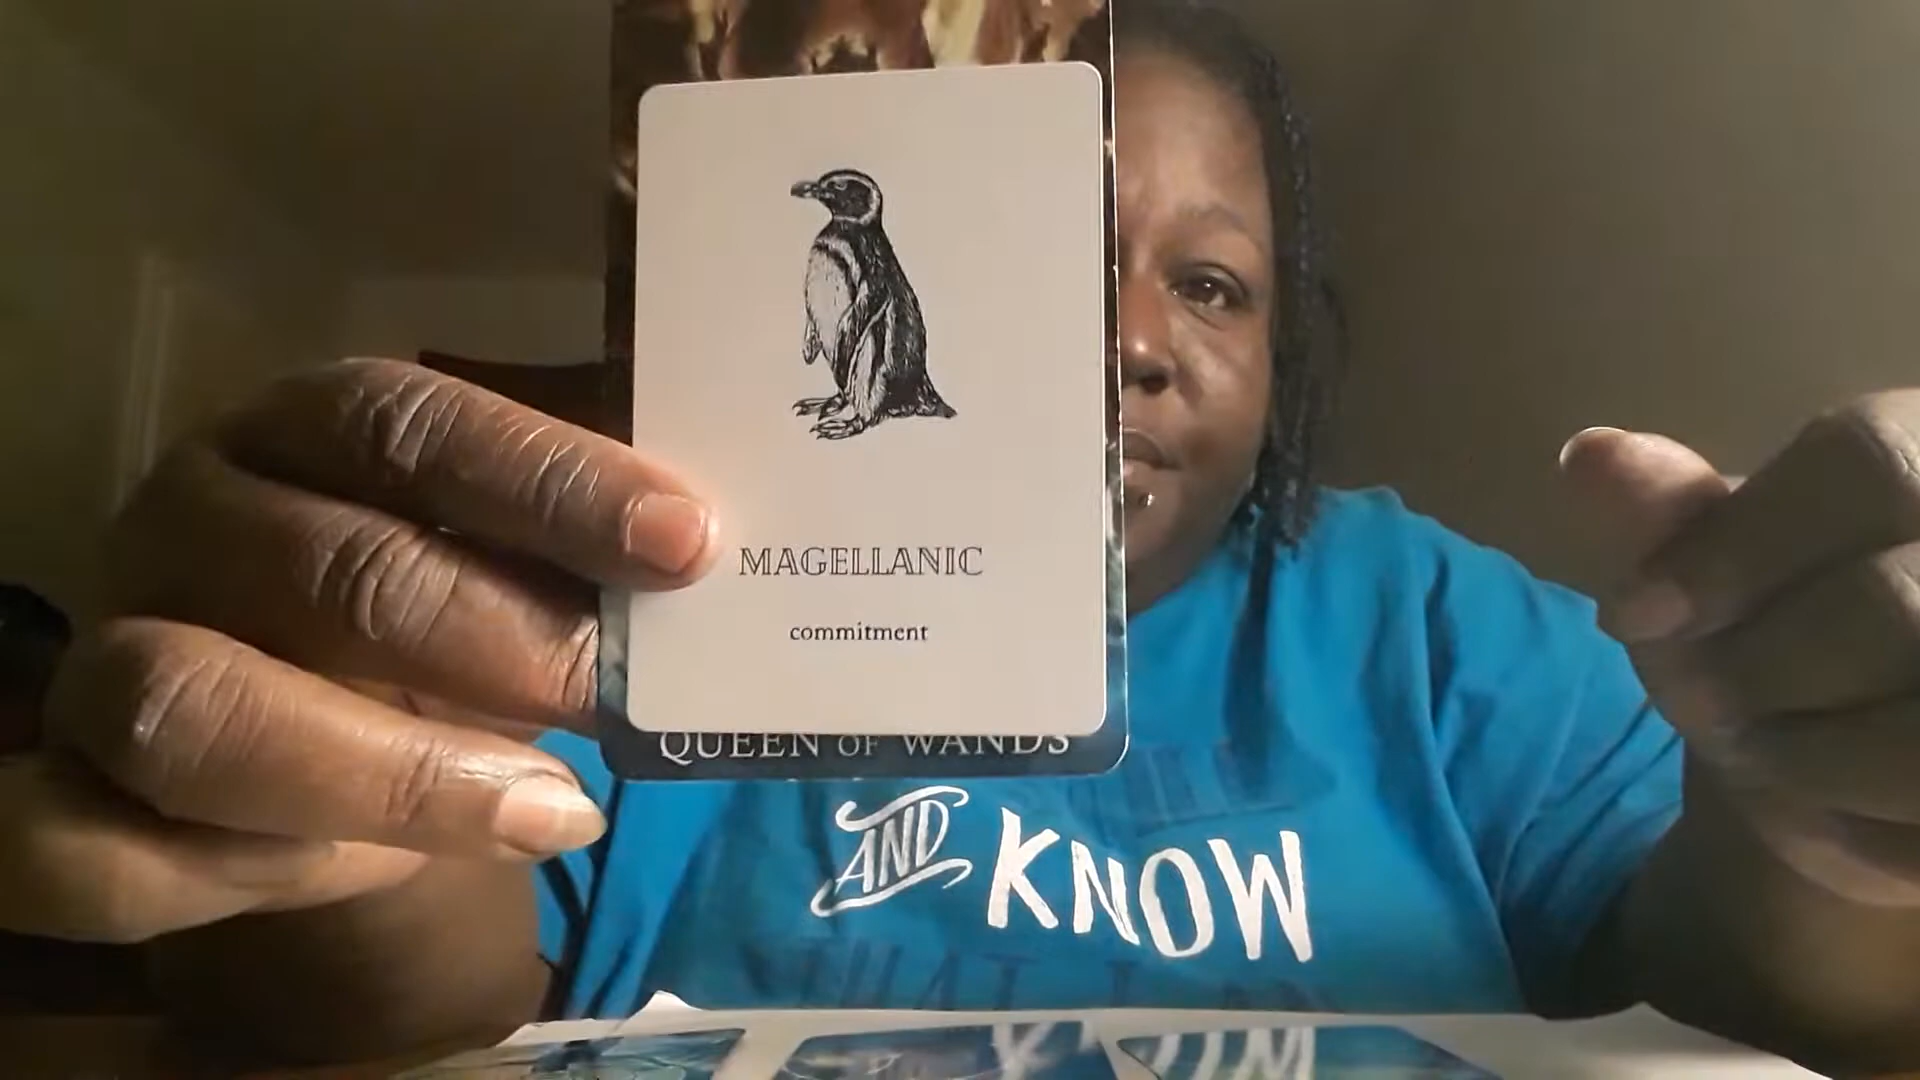 MAGELLANIC
commitment
QUEEN OF WANDS
AND KNOW